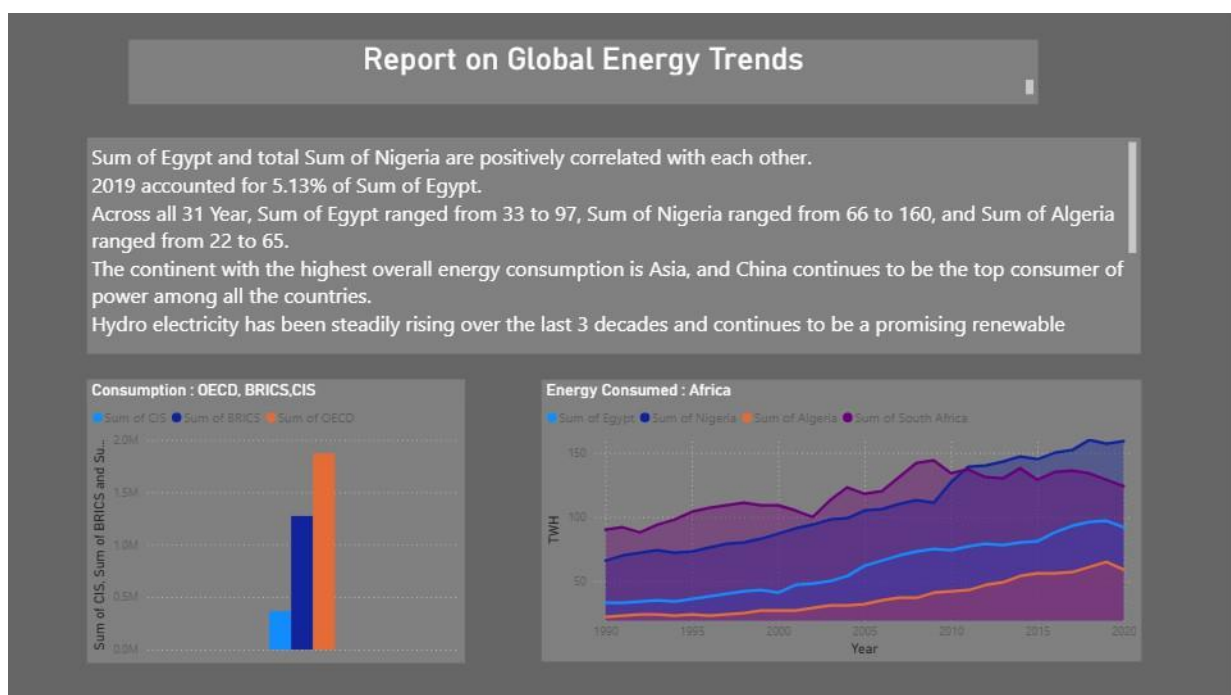 Report on Global Energy Trends
Sum of Egypt and total Sum of Nigeria are positively correlated with each other.
2019 accounted for 5.13% of Sum of Egypt.
Across all 31 Year, Sum of Egypt ranged from 33 to 97, Sum of Nigeria ranged from 66 to 160, and Sum of Algeria
ranged from 22 to 65.
The continent with the highest overall energy consumption is Asia, and China continues to be the top consumer of
power among all the countries.
Hydro electricity has been steadily rising over the last 3 decades and continues to be a promising renewable
Consumption : OECD, BRICS,CIS
Sum of CIS Sum of BRICS Sum of OECD
Sum of CIS, Sum of BRICS and Su...
2.0M
1.5M
1.0M
0.5M
0.0M
Energy Consumed : Africa
Sum of Egypt Sum of Nigeria Sum of Algeria Sum of South Africa
TWH
150
100
50
1990 1995 2000 2005 2010 2015 2020
Year